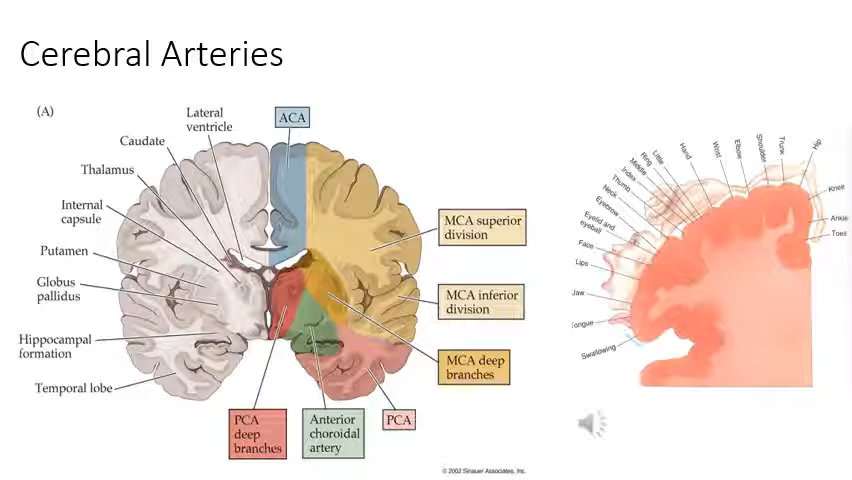 Cerebral Arteries
(A)
Lateral
ventricle
ACA
Caudate
Thalamus
Internal
capsule
Putamen
Globus
pallidus
Hippocampal
formation
Temporal lobe
MCA superior
division
MCA inferior
division
MCA deep
branches
PCA
deep
branches
Anterior
choroidal
artery
PCA
© 2002 Sinauer Associates, Inc.
Hip
Trunk
Shoulder
Elbow
Wrist
Hand
Little
Ring
Middle
Index
Thumb
Neck
Eyebrow
Eyelid and
eyeball
Face
Lips
Jaw
Tongue
Swallowing
Knee
Ankle
Toes